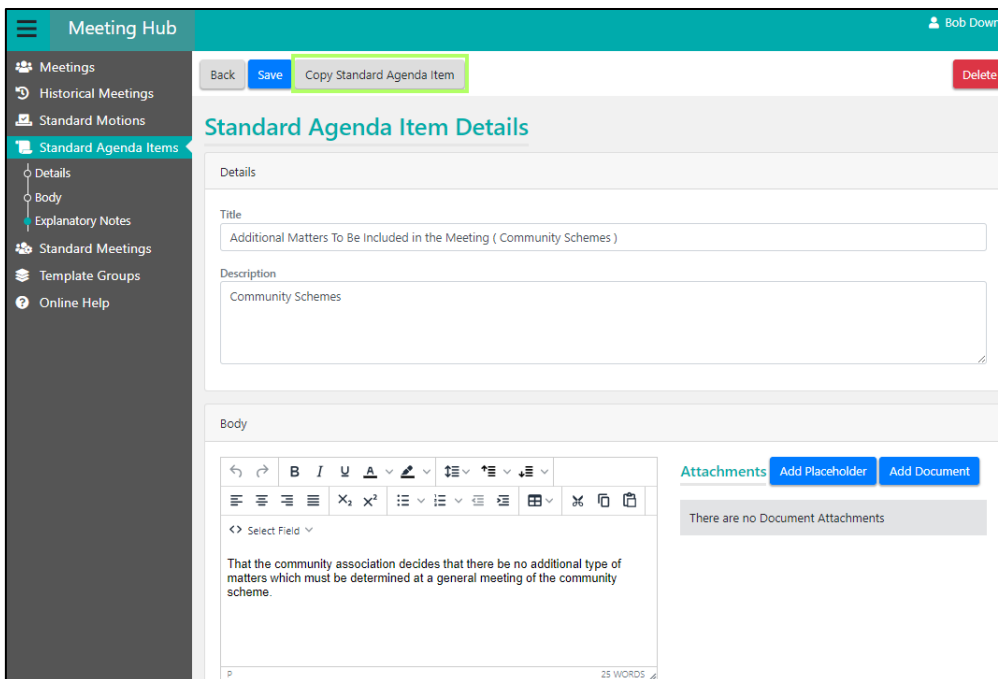 Meeting Hub
Bob Down
Meetings
Historical Meetings
Standard Motions
Standard Agenda Items
Details
Body
Explanatory Notes
Standard Meetings
Template Groups
Online Help
Back
Save
Copy Standard Agenda Item
Delete
Standard Agenda Item Details
Details
Title
Additional Matters To Be Included in the Meeting ( Community Schemes )
Description
Community Schemes
Body
B I U A
X₂ X²
<> Select Field
That the community association decides that there be no additional type of
matters which must be determined at a general meeting of the community
scheme.
P
25 WORDS
Attachments
Add Placeholder
Add Document
There are no Document Attachments